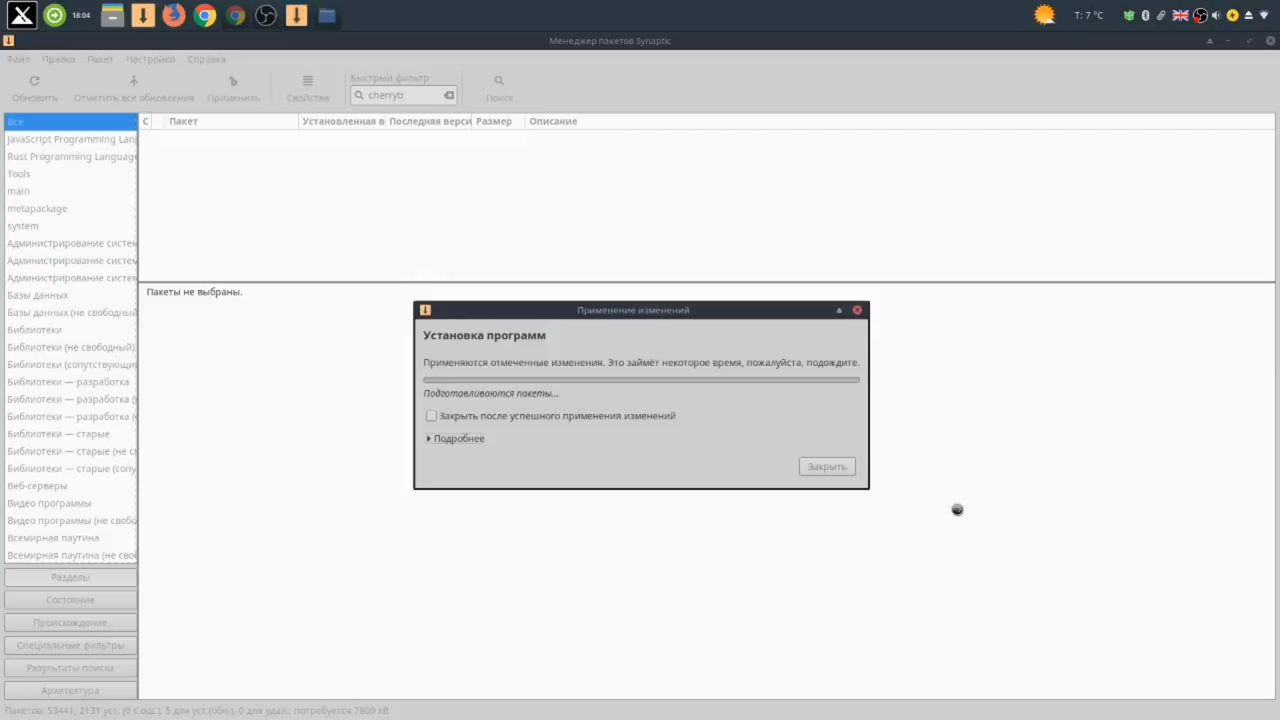 18:04
T: 7 °C
Менеджер пакетов Synaptic
Файл Правка Пакет Настройки Справка
Обновить
Отметить все обновления
Применить
Свойства
Быстрый фильтр
cherrytr
Поиск
С Пакет Установленная в Последняя верси Размер Описание
Все
JavaScript Programming Lan
Rust Programming Language
Tools
main
metapackage
system
Администрирование систем
Администрирование систем
Администрирование систем
Базы данных
Базы данных (не свободный
Библиотеки
Библиотеки (не свободный)
Библиотеки (сопутствующи
Библиотеки — разработка
Библиотеки — разработка (
Библиотеки — разработка (
Библиотеки — старые
Библиотеки — старые (не с
Библиотеки — старые (сопу
Веб-серверы
Видео программы
Видео программы (не свобо
Всемирная паутина
Всемирная паутина (не сво
Разделы
Состояние
Происхождение...
Специальные фильтры
Результаты поиска
Архитектура
Пакеты не выбраны.
Применение изменений
Установка программ
Применяются отмеченные изменения. Это займёт некоторое время, пожалуйста, подождите.
Подготавливаются пакеты...
Закрыть после успешного применения изменений
Подробнее
Закрыть
Пакетов: 53441, 2131 уст. (0 с ош.), 5 для уст.(обн.), 0 для удал.; потребуется 7809 kB